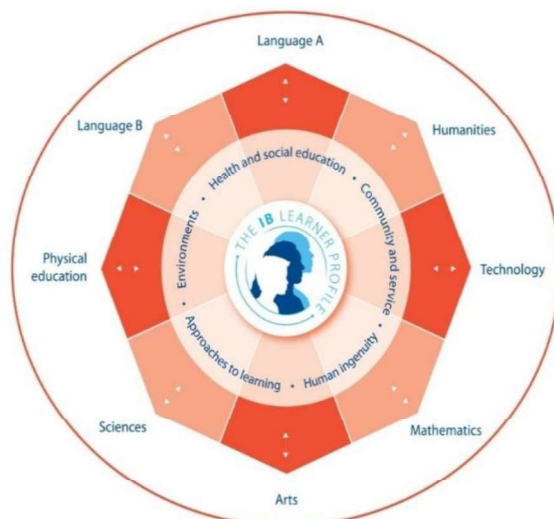 Language A
Humanities
Technology
Mathematics
Arts
Sciences
Physical
education
Language B
Health and social education
•
Community and service
•
Human ingenuity
•
Approaches to learning
•
Environments
•
THE IB LEARNER PROFILE